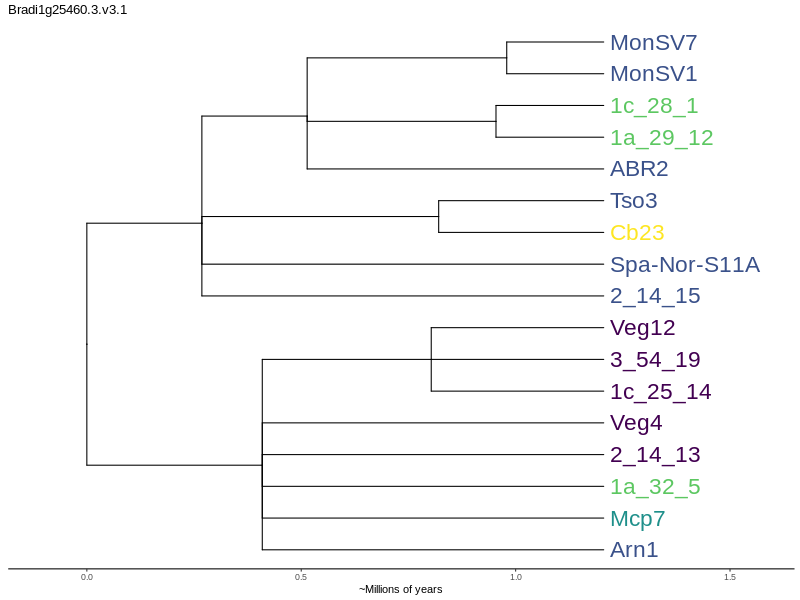 Bradi1g25460.3.v3.1
MonSV7
MonSV1
1c_28_1
1a_29_12
ABR2
Tso3
Cb23
Spa-Nor-S11A
2_14_15
Veg12
3_54_19
1c_25_14
Veg4
2_14_13
1a_32_5
Mcp7
Arn1
0.0 0.5 1.0 1.5
~Millions of years